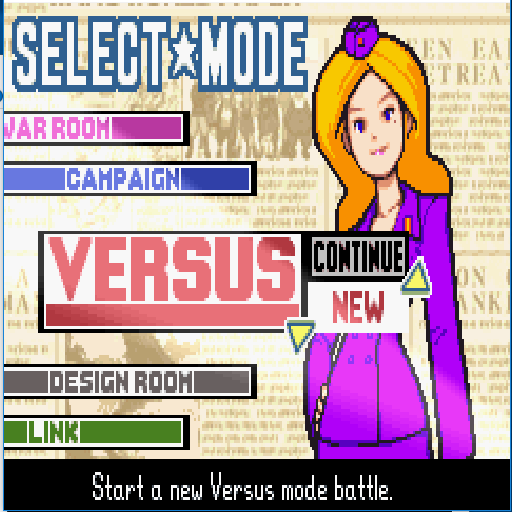 SELECT★MODE
WAR ROOM
CAMPAIGN
VERSUS
CONTINUE
NEW
DESIGN ROOM
LINK
Start a new Versus mode battle.